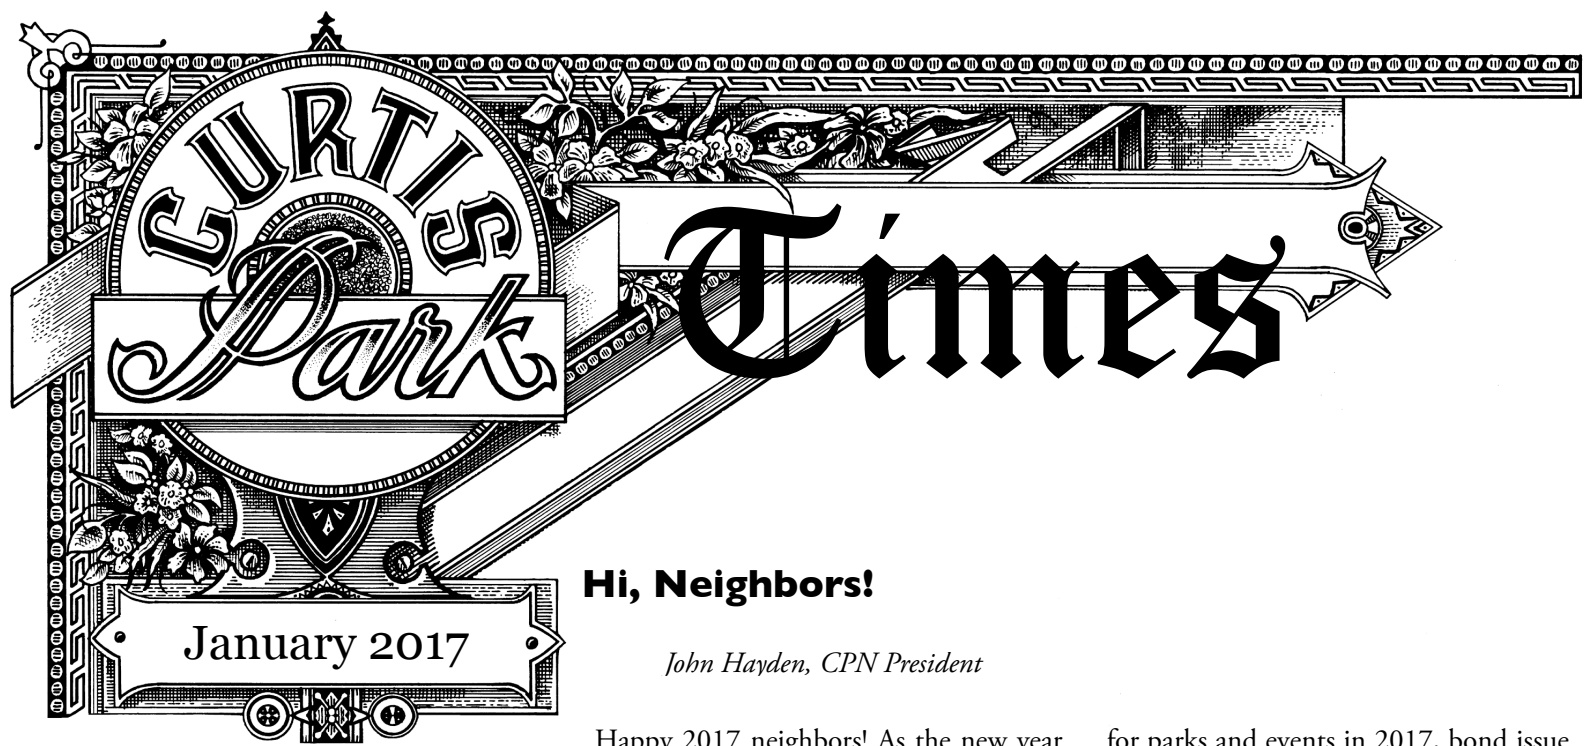 CURTIS
Park
Times
Hi, Neighbors!
January 2017
John Hayden, CPN President
Happy 2017 neighbors! As the new year
for parks and events in 2017, bond issue